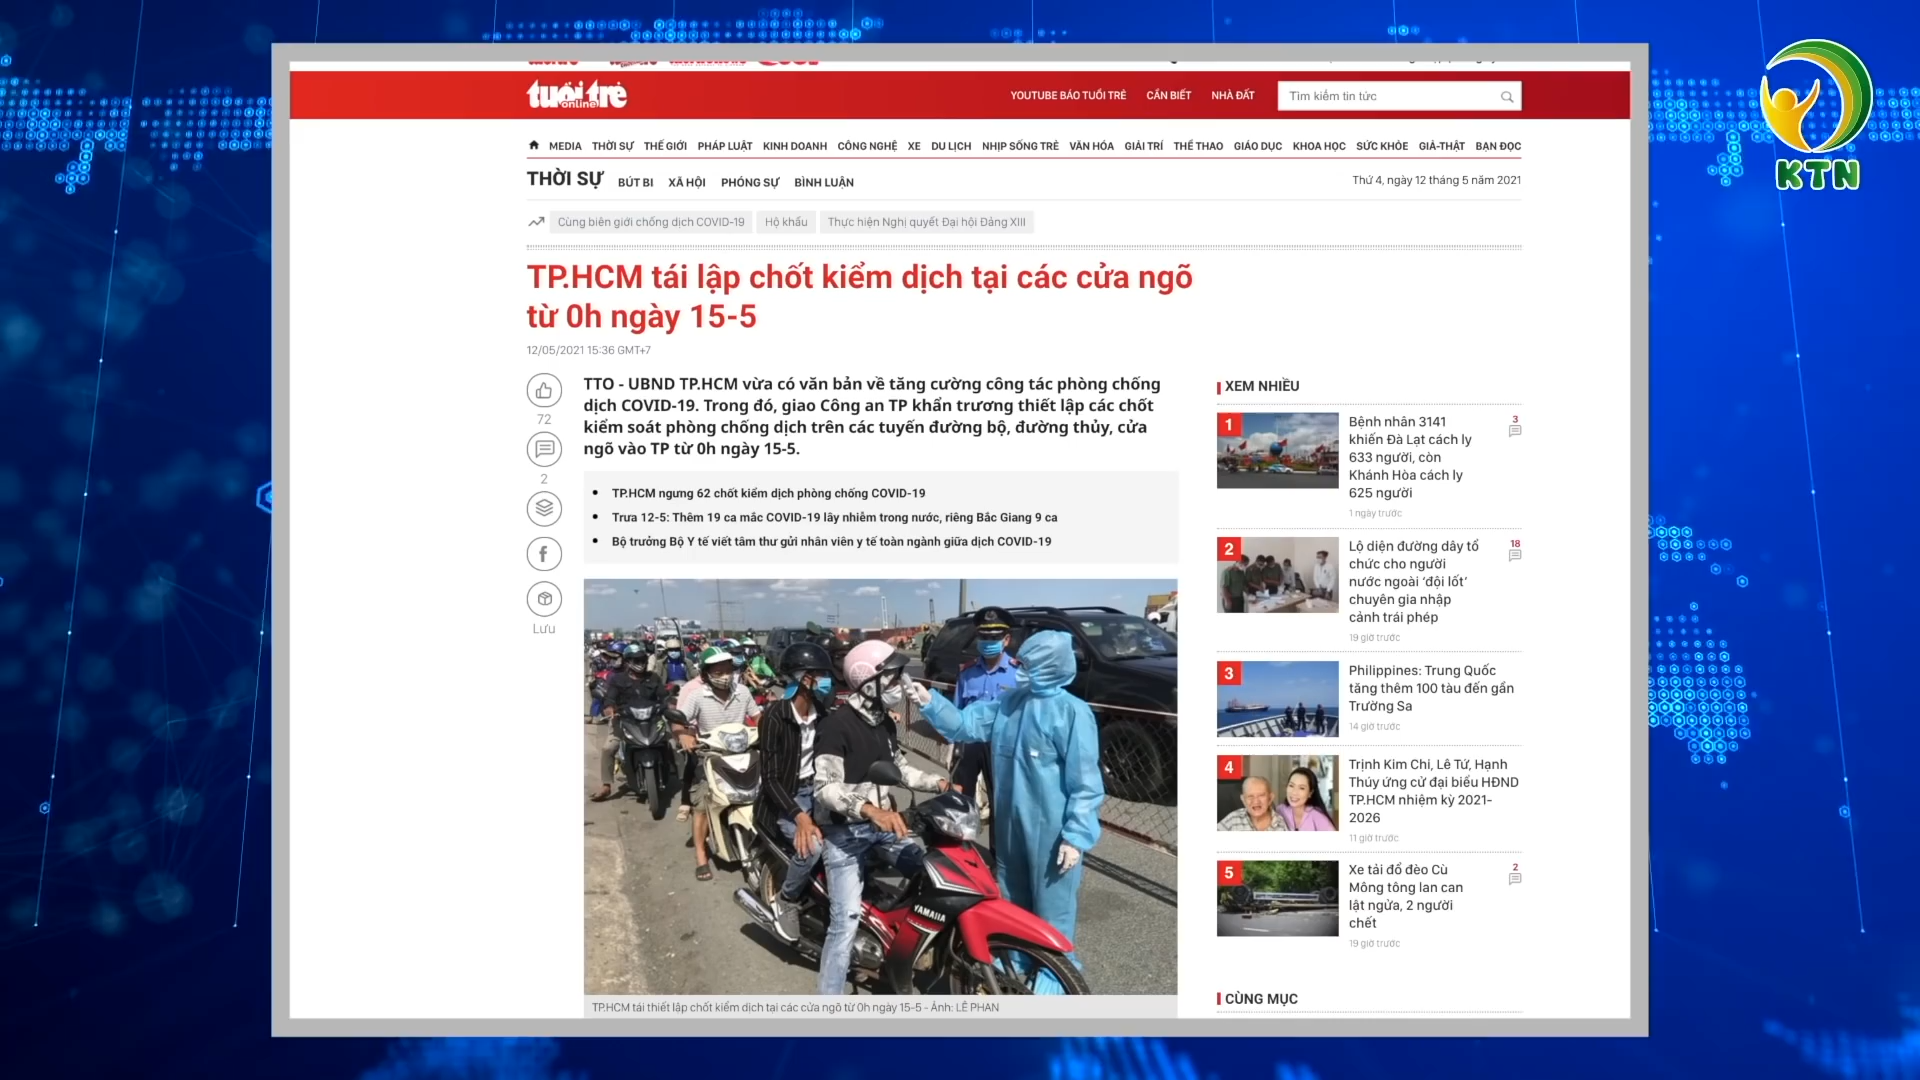 tuổi trẻ online
YOUTUBE BÁO TUỔI TRẺ
CẦN BIẾT
NHÀ ĐẤT
Tìm kiếm tin tức
KTN
MEDIA THỜI SỰ THẾ GIỚI PHÁP LUẬT KINH DOANH CÔNG NGHỆ XE DU LỊCH NHỊP SỐNG TRẺ VĂN HÓA GIẢI TRÍ THỂ THAO GIÁO DỤC KHOA HỌC SỨC KHỎE GIẢ-THẬT BẠN ĐỌC
THỜI SỰ BÚT BI XÃ HỘI PHÓNG SỰ BÌNH LUẬN
Thứ 4, ngày 12 tháng 5 năm 2021
Cùng biên giới chống dịch COVID-19
Hộ khẩu
Thực hiện Nghị quyết Đại hội Đảng XIII
TP.HCM tái lập chốt kiểm dịch tại các cửa ngõ
từ 0h ngày 15-5
12/05/2021 15:36 GMT+7
72
2
Lưu
TTO - UBND TP.HCM vừa có văn bản về tăng cường công tác phòng chống
dịch COVID-19. Trong đó, giao Công an TP khẩn trương thiết lập các chốt
kiểm soát phòng chống dịch trên các tuyến đường bộ, đường thủy, cửa
ngõ vào TP từ 0h ngày 15-5.
TP.HCM ngưng 62 chốt kiểm dịch phòng chống COVID-19
Trưa 12-5: Thêm 19 ca mắc COVID-19 lây nhiễm trong nước, riêng Bắc Giang 9 ca
Bộ trưởng Bộ Y tế viết tâm thư gửi nhân viên y tế toàn ngành giữa dịch COVID-19
YAMAHA
TP.HCM tái thiết lập chốt kiểm dịch tại các cửa ngõ từ 0h ngày 15-5 - Ảnh: LÊ PHAN
XEM NHIỀU
1
Bệnh nhân 3141
khiến Đà Lạt cách ly
633 người, còn
Khánh Hòa cách ly
625 người
3
1 ngày trước
2
Lộ diện đường dây tổ
chức cho người
nước ngoài ‘đội lốt’
chuyên gia nhập
cảnh trái phép
18
19 giờ trước
3
Philippines: Trung Quốc
tăng thêm 100 tàu đến gần
Trường Sa
14 giờ trước
4
Trịnh Kim Chi, Lê Tứ, Hạnh
Thúy ứng cử đại biểu HĐND
TP.HCM nhiệm kỳ 2021-
2026
11 giờ trước
5
Xe tải đổ đèo Cù
Mông tông lan can
lật ngửa, 2 người
chết
2
19 giờ trước
CÙNG MỤC